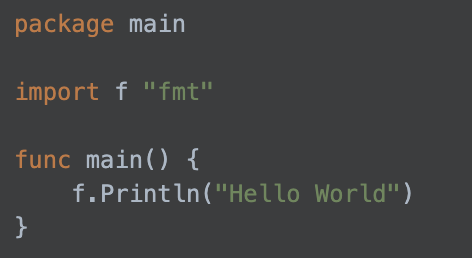 package main
import f "fmt"
func main() {
    f.Println("Hello World")
}